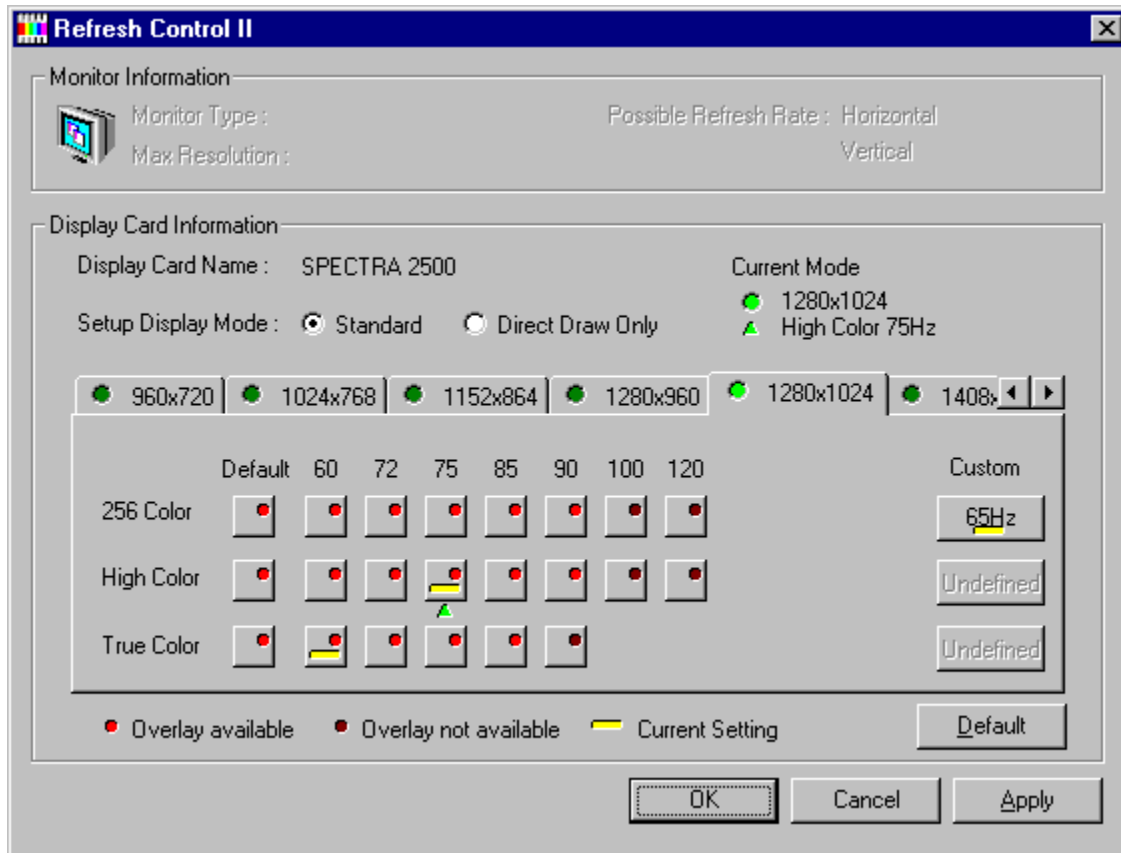 Refresh Control II
Monitor Information
Monitor Type :
Possible Refresh Rate : Horizontal
Max Resolution :
Vertical
Display Card Information
Display Card Name : SPECTRA 2500
Current Mode
1280x1024
High Color 75Hz
Setup Display Mode : Standard Direct Draw Only
960x720 1024x768 1152x864 1280x960 1280x1024 1408x
Default 60 72 75 85 90 100 120 Custom
256 Color 65Hz
High Color Undefined
True Color Undefined
Overlay available Overlay not available Current Setting Default
OK Cancel Apply